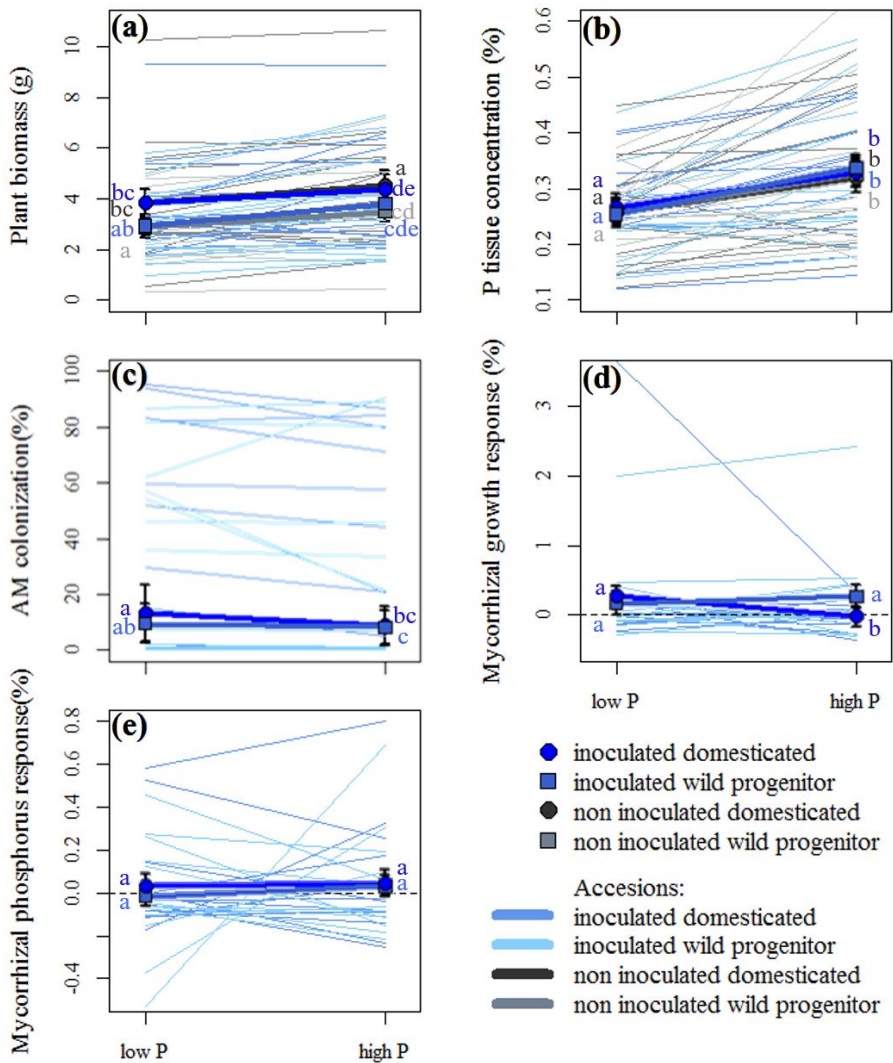 (a)
Plant biomass (g)
10
8
6
4
2
0
bc
bc
ab
a
a
de
cd
cde
(b)
P tissue concentration (%)
0.6
0.5
0.4
0.3
0.2
0.1
a
a
a
a
b
b
b
b
(c)
AM colonization(%)
100
80
60
40
20
0
a
ab
bc
c
(d)
Mycorrhizal growth response (%)
3
2
1
0
a
a
a
b
low P
high P
(e)
Mycorrhizal phosphorus response(%)
0.8
0.6
0.4
0.2
0.0
-0.4
a
a
a
a
low P
high P
inoculated domesticated
inoculated wild progenitor
non inoculated domesticated
non inoculated wild progenitor
Accesions:
inoculated domesticated
inoculated wild progenitor
non inoculated domesticated
non inoculated wild progenitor